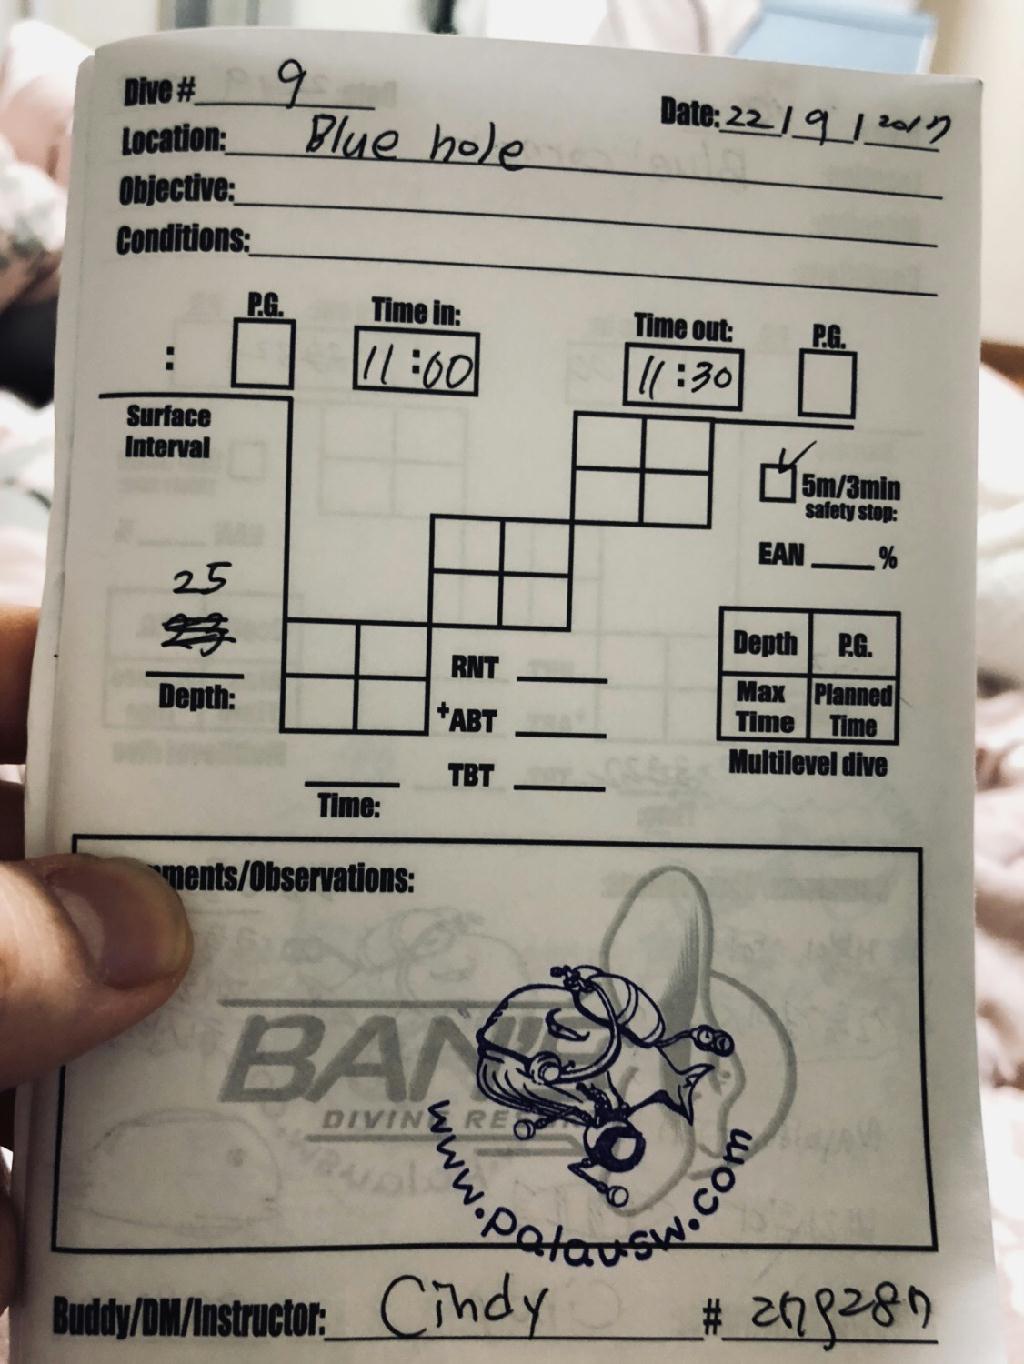 Dive # 9
Date: 22 / 9 / 2017
Location: Blue hole
Objective:
Conditions:
P.G.
Time in:
Time out:
P.G.
:
11:00
11:30
Surface
Interval
5m/3min
safety stop:
EAN ____ %
25
Depth:
RNT
+ABT
TBT
Time:
Depth P.G.
Max Planned
Time Time
Multilevel dive
ments/Observations:
DIVING
www.palausw.com
Buddy/DM/Instructor: Cindy #